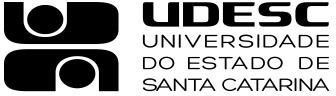 UDESC
UNIVERSIDADE
DO ESTADO DE
SANTA CATARINA